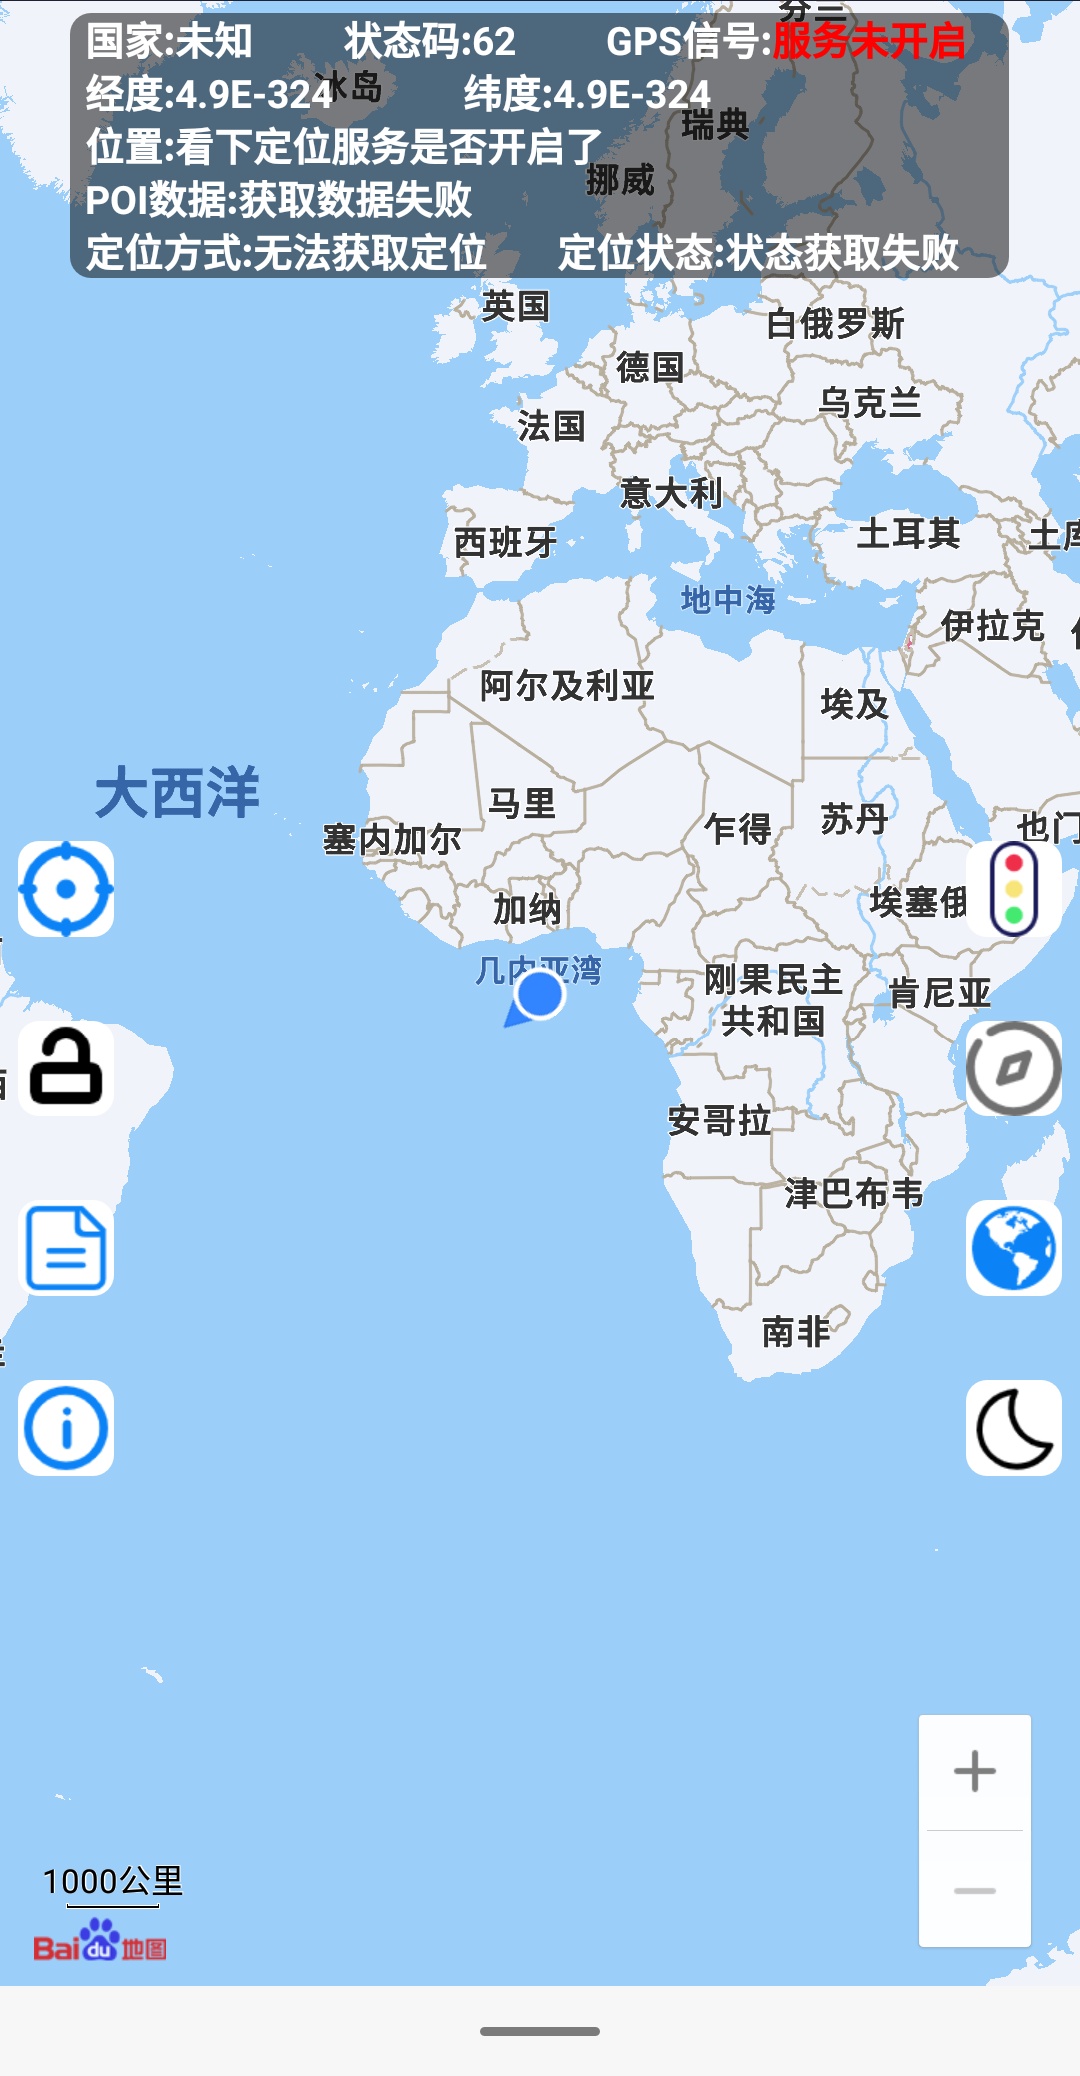 芬兰
国家:未知 状态码:62 GPS信号:服务未开启
冰岛
经度:4.9E-324 纬度:4.9E-324
瑞典
位置:看下定位服务是否开启了
挪威
POI数据:获取数据失败
定位方式:无法获取定位 定位状态:状态获取失败
英国
白俄罗斯
德国
乌克兰
法国
意大利
西班牙
土耳其
土库
地中海
伊拉克
阿尔及利亚
埃及
大西洋
马里
塞内加尔
乍得
苏丹
也门
加纳
埃塞俄
几内亚湾
刚果民主
共和国
肯尼亚
安哥拉
津巴布韦
南非
1000公里
Bai du 地图